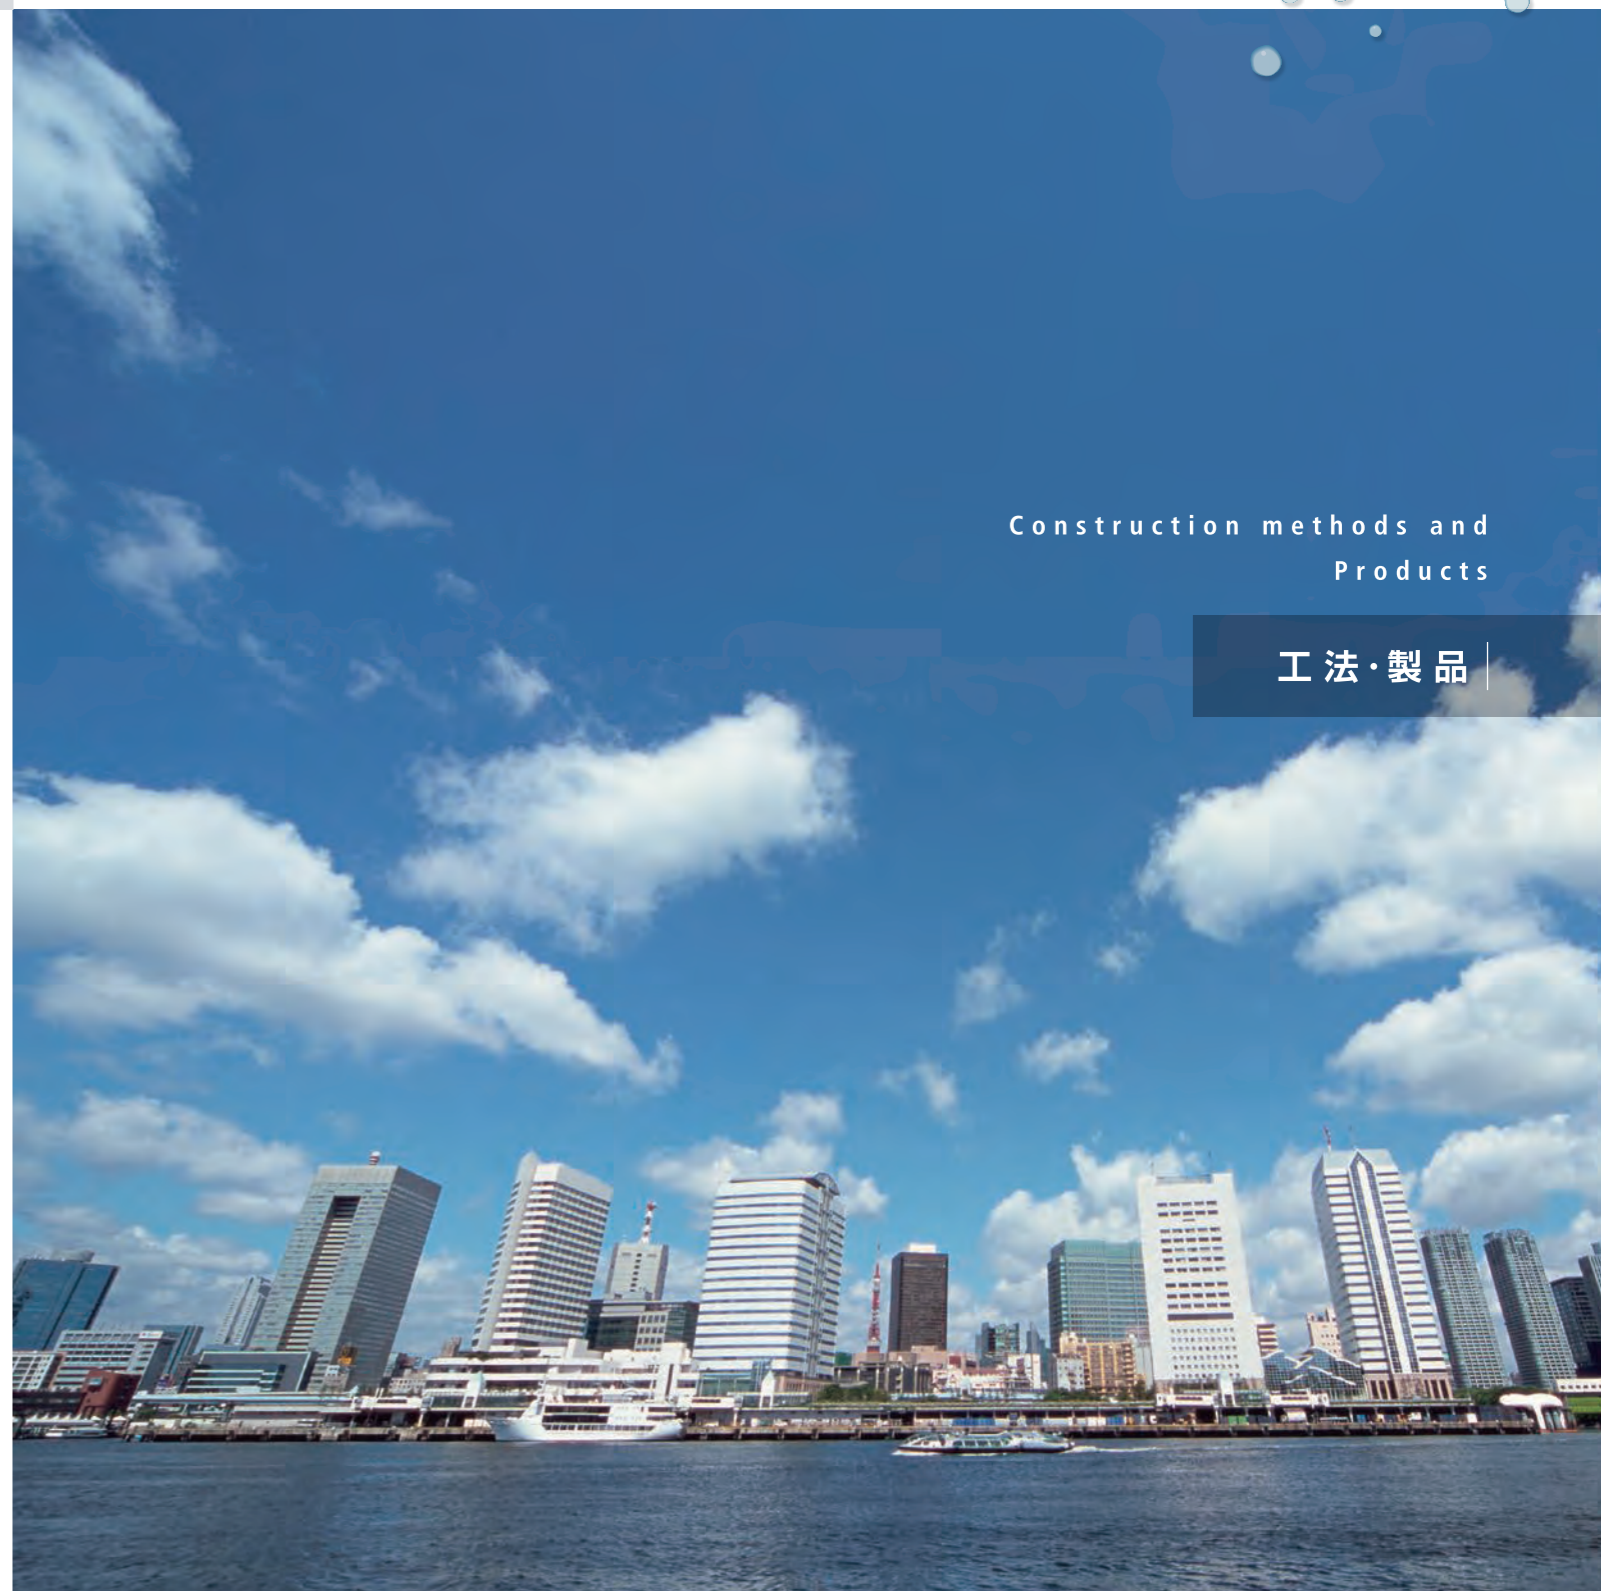 Construction methods and
Products
工法・製品